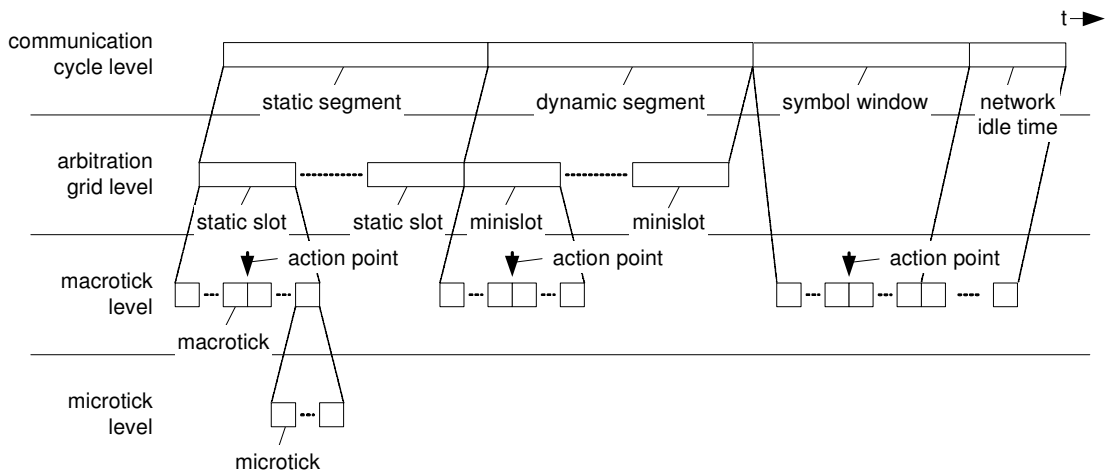 t
communication
cycle level
static segment
dynamic segment
symbol window
network
idle time
arbitration
grid level
static slot
static slot
minislot
minislot
action point
action point
action point
macrotick
level
macrotick
microtick
level
microtick